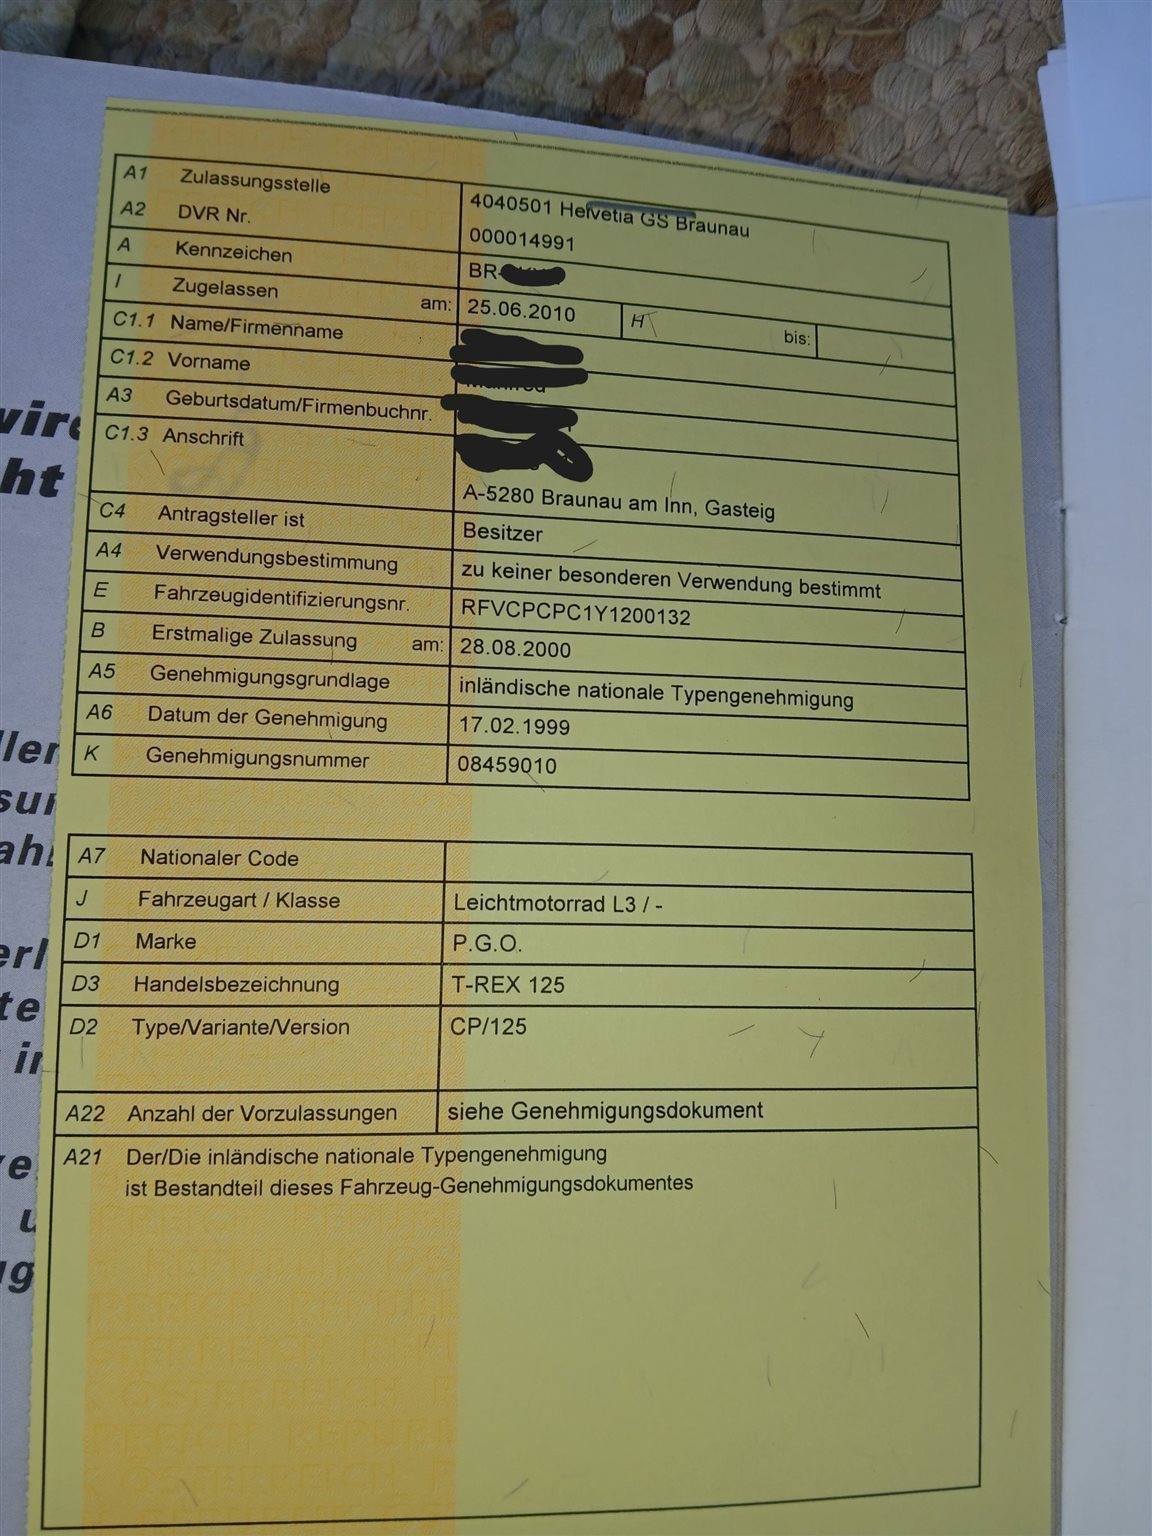 A1 Zulassungsstelle 4040501 Helvetia GS Braunau
A2 DVR Nr. 000014991
A Kennzeichen BR-
I Zugelassen am: 25.06.2010 H bis:
C1.1 Name/Firmenname
C1.2 Vorname
A3 Geburtsdatum/Firmenbuchnr.
C1.3 Anschrift
A-5280 Braunau am Inn, Gasteig
C4 Antragsteller ist Besitzer
A4 Verwendungsbestimmung zu keiner besonderen Verwendung bestimmt
E Fahrzeugidentifizierungsnr. RFVCPCPC1Y1200132
B Erstmalige Zulassung am: 28.08.2000
A5 Genehmigungsgrundlage inländische nationale Typengenehmigung
A6 Datum der Genehmigung 17.02.1999
K Genehmigungsnummer 08459010
A7 Nationaler Code
J Fahrzeugart / Klasse Leichtmotorrad L3 / -
D1 Marke P.G.O.
D3 Handelsbezeichnung T-REX 125
D2 Type/Variante/Version CP/125
A22 Anzahl der Vorzulassungen siehe Genehmigungsdokument
A21 Der/Die inländische nationale Typengenehmigung
ist Bestandteil dieses Fahrzeug-Genehmigungsdokumentes